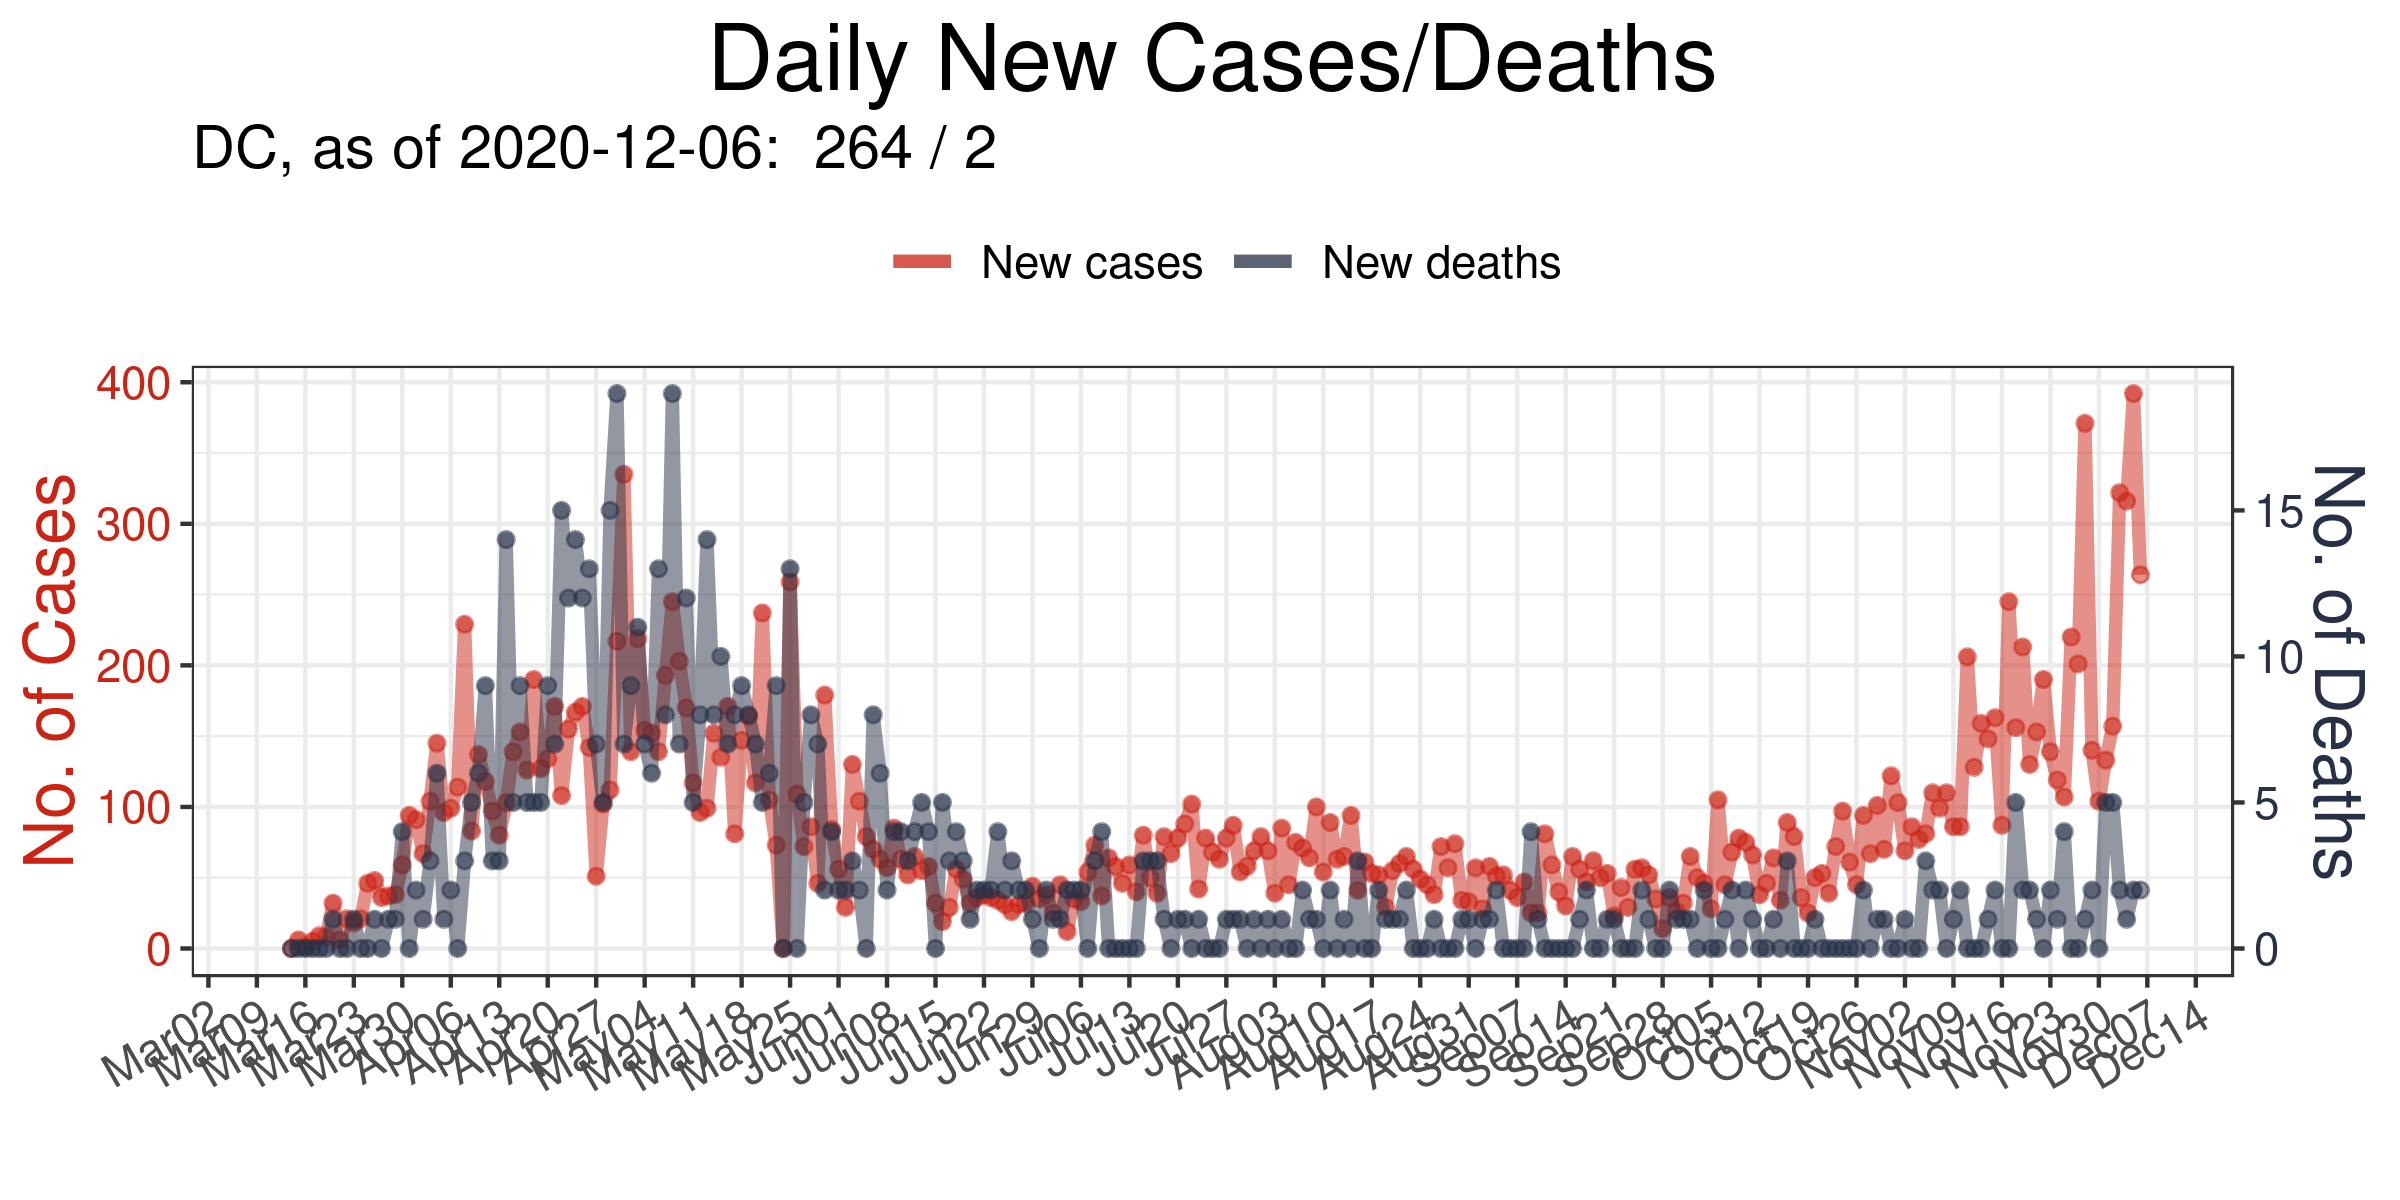 Daily New Cases/Deaths
DC, as of 2020-12-06:  264 / 2
New cases New deaths
No. of Cases
400
300
200
100
0
15
10
5
0
No. of Deaths
Mar02
Mar09
Mar16
Mar23
Mar30
Apr06
Apr13
Apr20
Apr27
May04
May11
May18
May25
Jun01
Jun08
Jun15
Jun22
Jun29
Jul06
Jul13
Jul20
Jul27
Aug03
Aug10
Aug17
Aug24
Aug31
Sep07
Sep14
Sep21
Sep28
Oct05
Oct12
Oct19
Oct26
Nov02
Nov09
Nov16
Nov23
Nov30
Dec07
Dec14